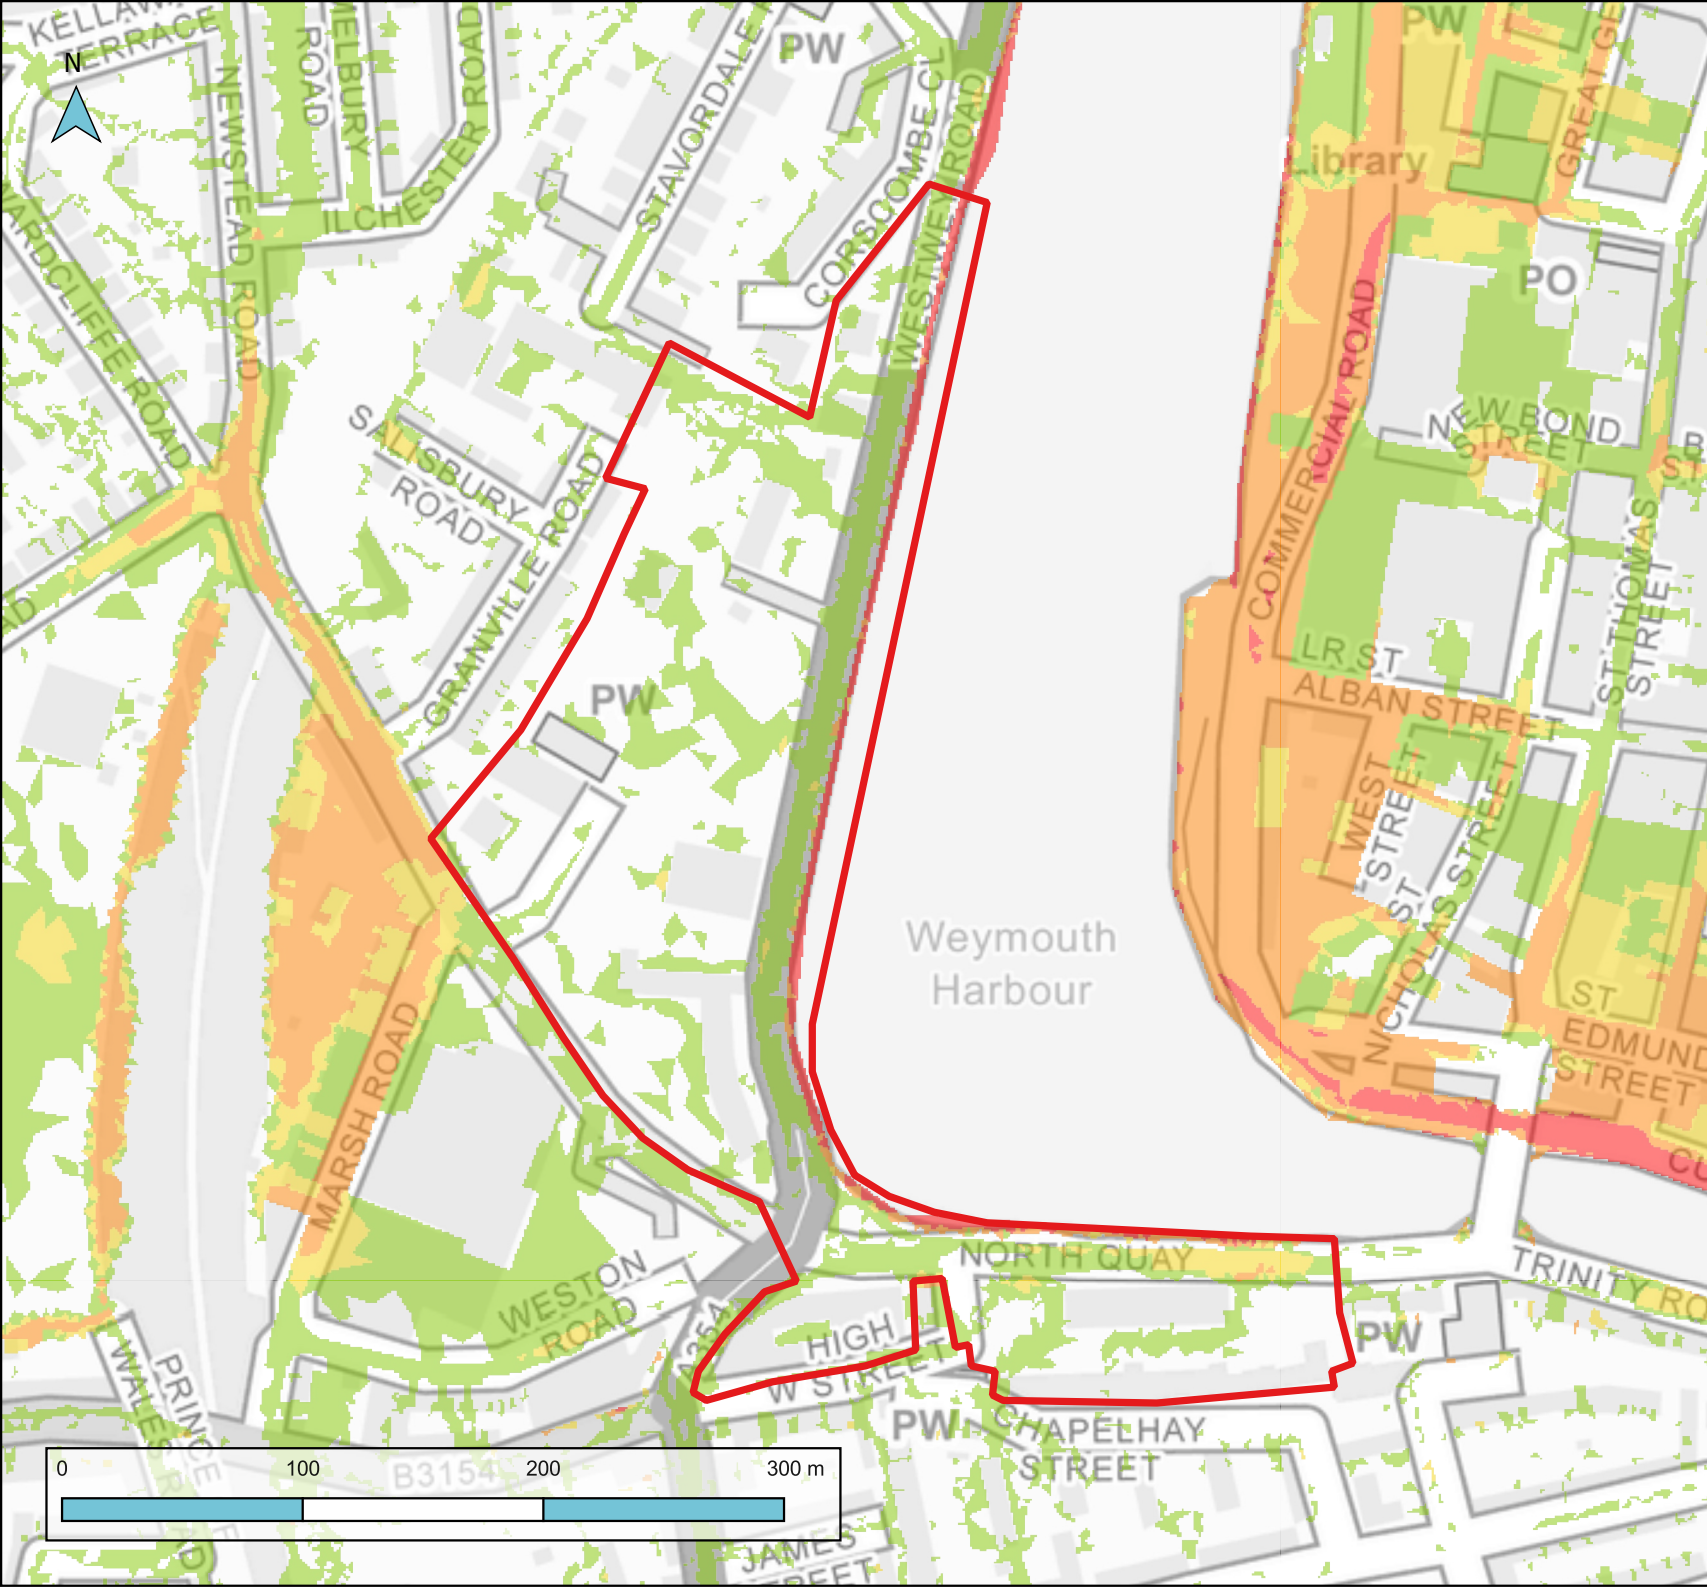 KELLAWAY
TERRACE
N
NEWSTEAD ROAD
ROAD
MELBURY
ILCHESTER ROAD
WARDCLIFFE ROAD
STAVORDALE
PW
CORSCOMBE CL
WESTWEY ROAD
PW
Library
GREAT GE
PO
COMMERCIAL ROAD
NEW BOND
STREET
ST THOMAS
STREET
SALISBURY
ROAD
GRANVILLE ROAD
PW
LR ST
ALBAN STREET
WEST
STREET
ST
NICHOLAS STREET
Weymouth
Harbour
ST
EDMUND
STREET
MARSH ROAD
WESTON
ROAD
NORTH QUAY
TRINITY RO
PW
HIGH
W STREET
A354
PW
CHAPELHAY
STREET
PRINCE
WALES R
B3154
JAMES
STREET
0 100 200 300 m